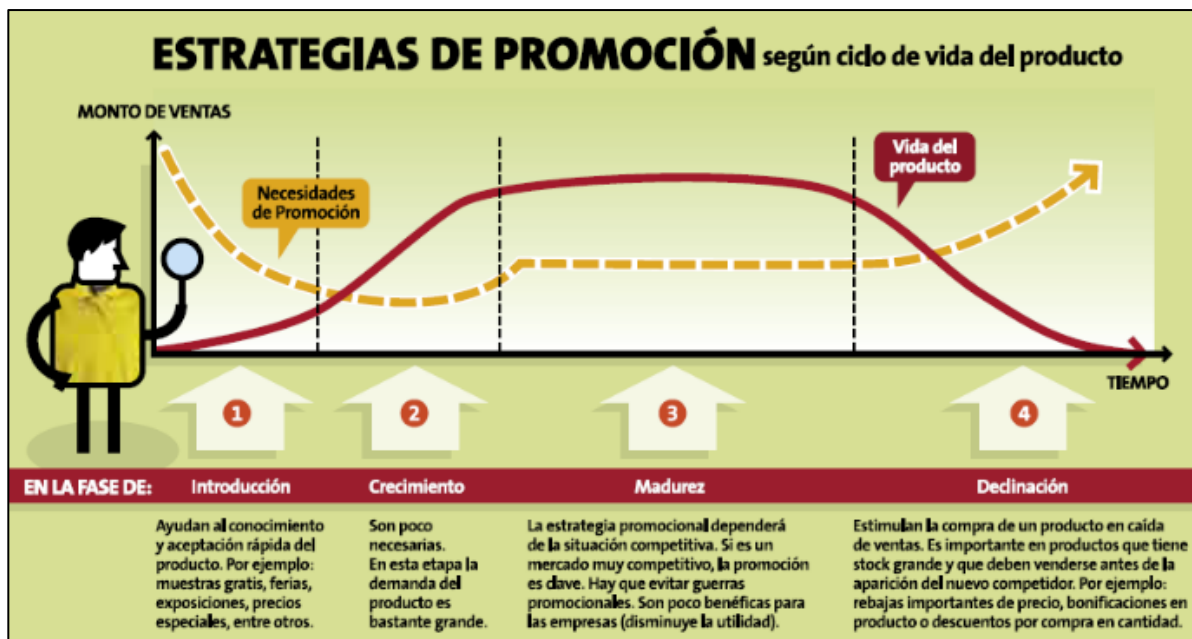 ESTRATEGIAS DE PROMOCIÓN según ciclo de vida del producto
MONTO DE VENTAS
Necesidades
de Promoción
Vida del
producto
TIEMPO
1
2
3
4
EN LA FASE DE:
Introducción
Ayudan al conocimiento
y aceptación rápida del
producto. Por ejemplo:
muestras gratis, ferias,
exposiciones, precios
especiales, entre otros.
Crecimiento
Son poco
necesarias.
En esta etapa la
demanda del
producto es
bastante grande.
Madurez
La estrategia promocional dependerá
de la situación competitiva. Si es un
mercado muy competitivo, la promoción
es clave. Hay que evitar guerras
promocionales. Son poco benéficas para
las empresas (disminuye la utilidad).
Declinación
Estimulan la compra de un producto en caída
de ventas. Es importante en productos que tiene
stock grande y que deben venderse antes de la
aparición del nuevo competidor. Por ejemplo:
rebajas importantes de precio, bonificaciones en
producto o descuentos por compra en cantidad.